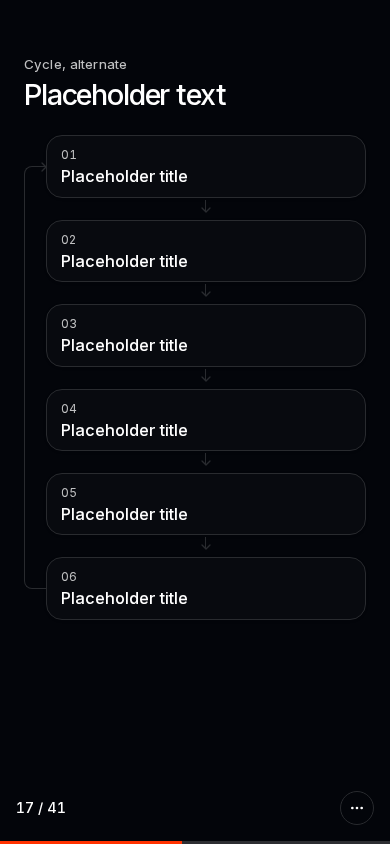 Cycle, alternate
Placeholder text
01
Placeholder title
02
Placeholder title
03
Placeholder title
04
Placeholder title
05
Placeholder title
06
Placeholder title
17 / 41